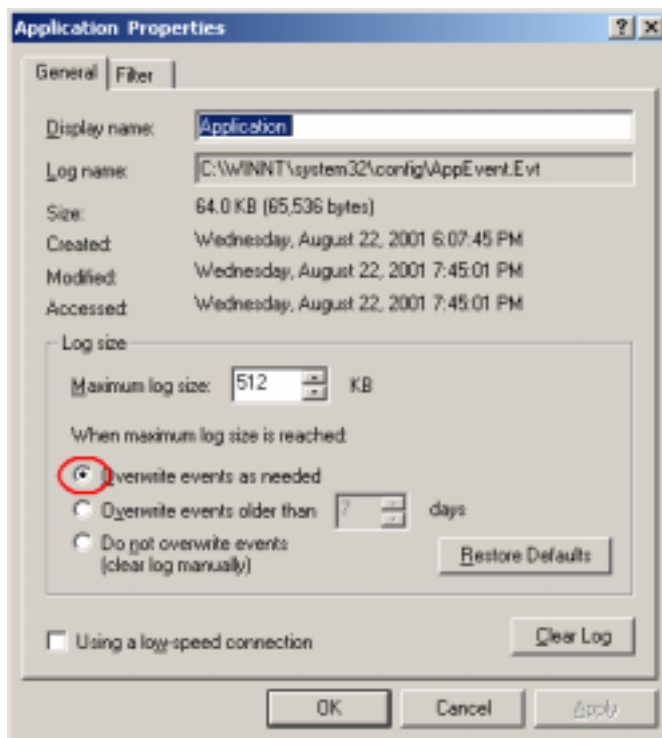 Application Properties
General Filter
Display name: Application
Log name: C:\WINNT\system32\config\AppEvent.Evt
Size: 64.0 KB (65,536 bytes)
Created: Wednesday, August 22, 2001 6:07:45 PM
Modified: Wednesday, August 22, 2001 7:45:01 PM
Accessed: Wednesday, August 22, 2001 7:45:01 PM
Log size
Maximum log size: 512 KB
When maximum log size is reached:
Overwrite events as needed
Overwrite events older than 7 days
Do not overwrite events
(clear log manually)
Restore Defaults
Using a low-speed connection
Clear Log
OK Cancel Apply